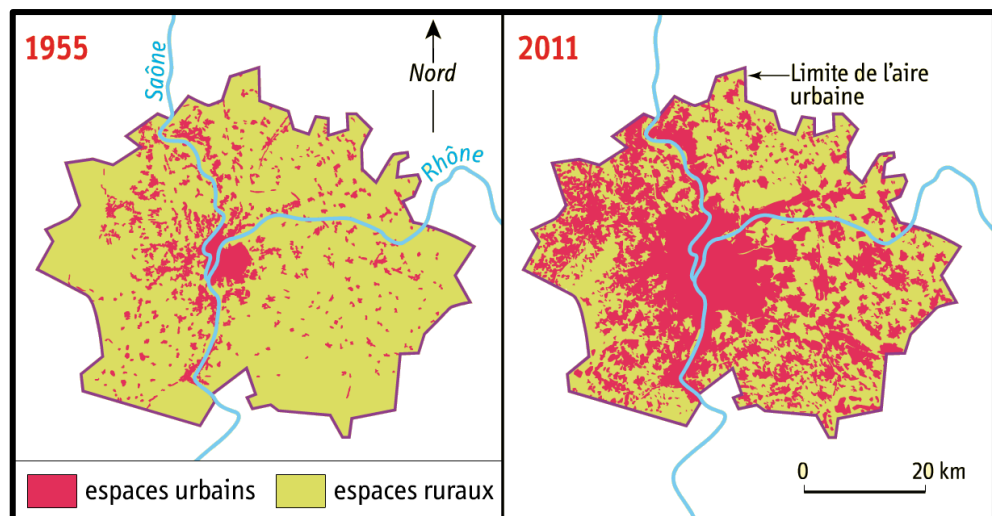 1955
Saône
Nord
Rhône
espaces urbains
espaces ruraux
2011
Limite de l'aire
urbaine
0
20 km